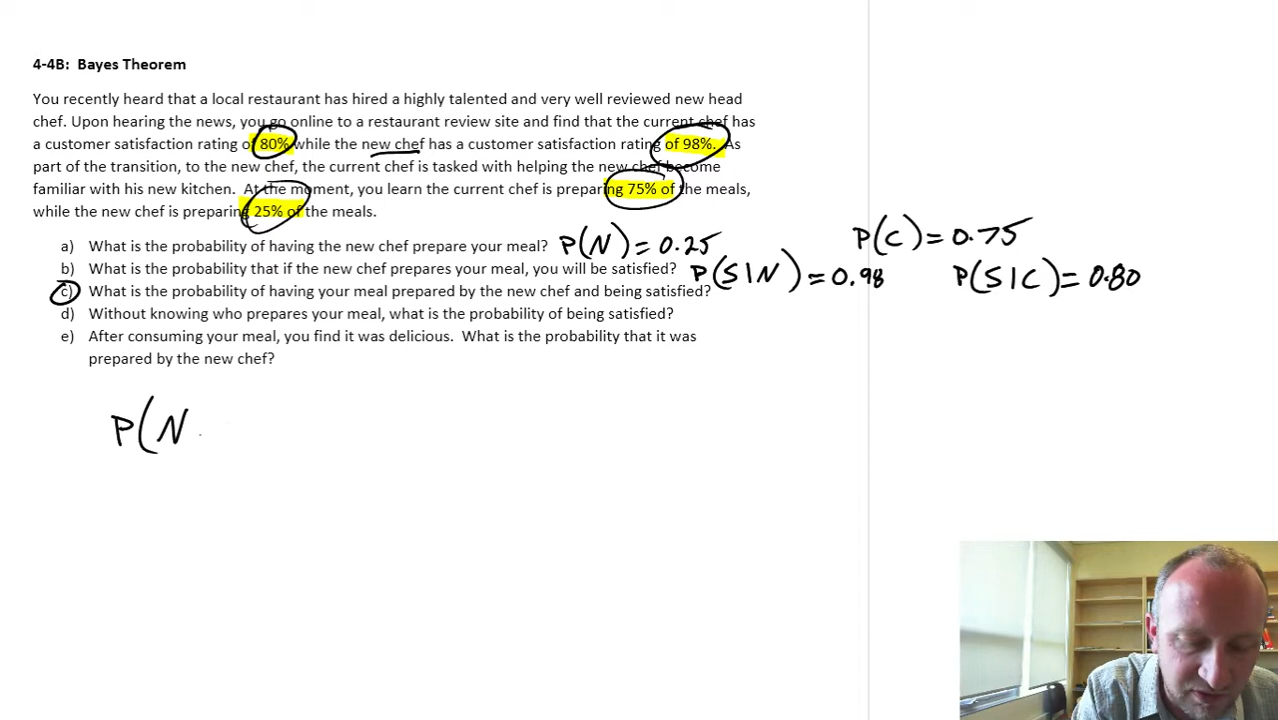 4-4B: Bayes Theorem
You recently heard that a local restaurant has hired a highly talented and very well reviewed new head
chef. Upon hearing the news, you go online to a restaurant review site and find that the current chef has
a customer satisfaction rating of 80% while the new chef has a customer satisfaction rating of 98%. As
part of the transition, to the new chef, the current chef is tasked with helping the new chef become
familiar with his new kitchen. At the moment, you learn the current chef is preparing 75% of the meals,
while the new chef is preparing 25% of the meals.
a) What is the probability of having the new chef prepare your meal? P(N) = 0.25 P(C) = 0.75
b) What is the probability that if the new chef prepares your meal, you will be satisfied? P(S|N) = 0.98 P(S|C) = 0.80
c) What is the probability of having your meal prepared by the new chef and being satisfied?
d) Without knowing who prepares your meal, what is the probability of being satisfied?
e) After consuming your meal, you find it was delicious. What is the probability that it was
prepared by the new chef?
P(N